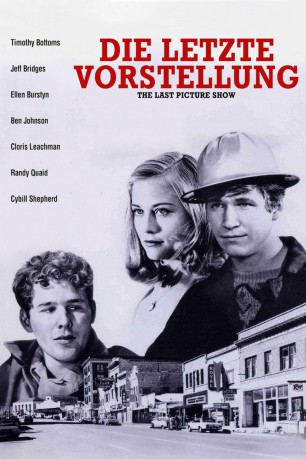 Timothy Bottoms
Jeff Bridges
Ellen Burstyn
Ben Johnson
Cloris Leachman
Randy Quaid
Cybill Shepherd
DIE LETZTE
VORSTELLUNG
THE LAST PICTURE SHOW